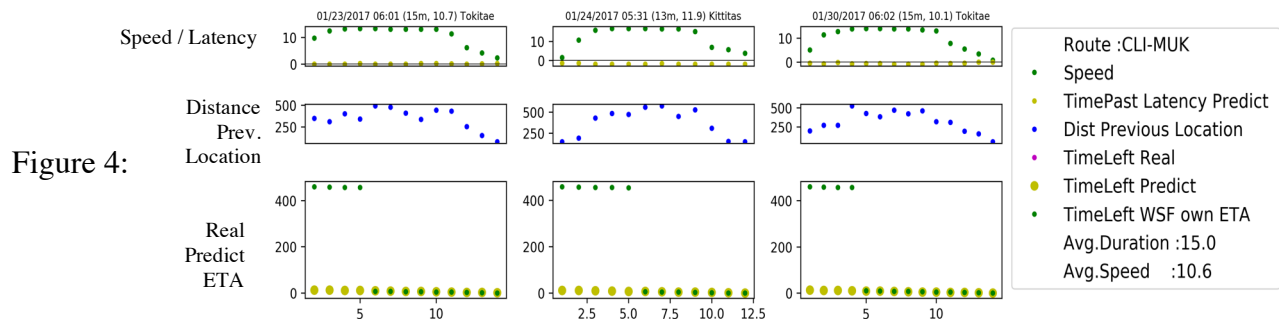 01/23/2017 06:01 (15m, 10.7) Tokitae
01/24/2017 05:31 (13m, 11.9) Kittitas
01/30/2017 06:02 (15m, 10.1) Tokitae
Speed / Latency
10
0
10
0
10
0
Distance
Prev.
Location
500
250
500
250
500
250
Figure 4:
Real
Predict
ETA
400
200
0
400
200
0
400
200
0
5 10
2.5 5.0 7.5 10.0 12.5
5 10
Route :CLI-MUK
Speed
TimePast Latency Predict
Dist Previous Location
TimeLeft Real
TimeLeft Predict
TimeLeft WSF own ETA
Avg.Duration :15.0
Avg.Speed :10.6